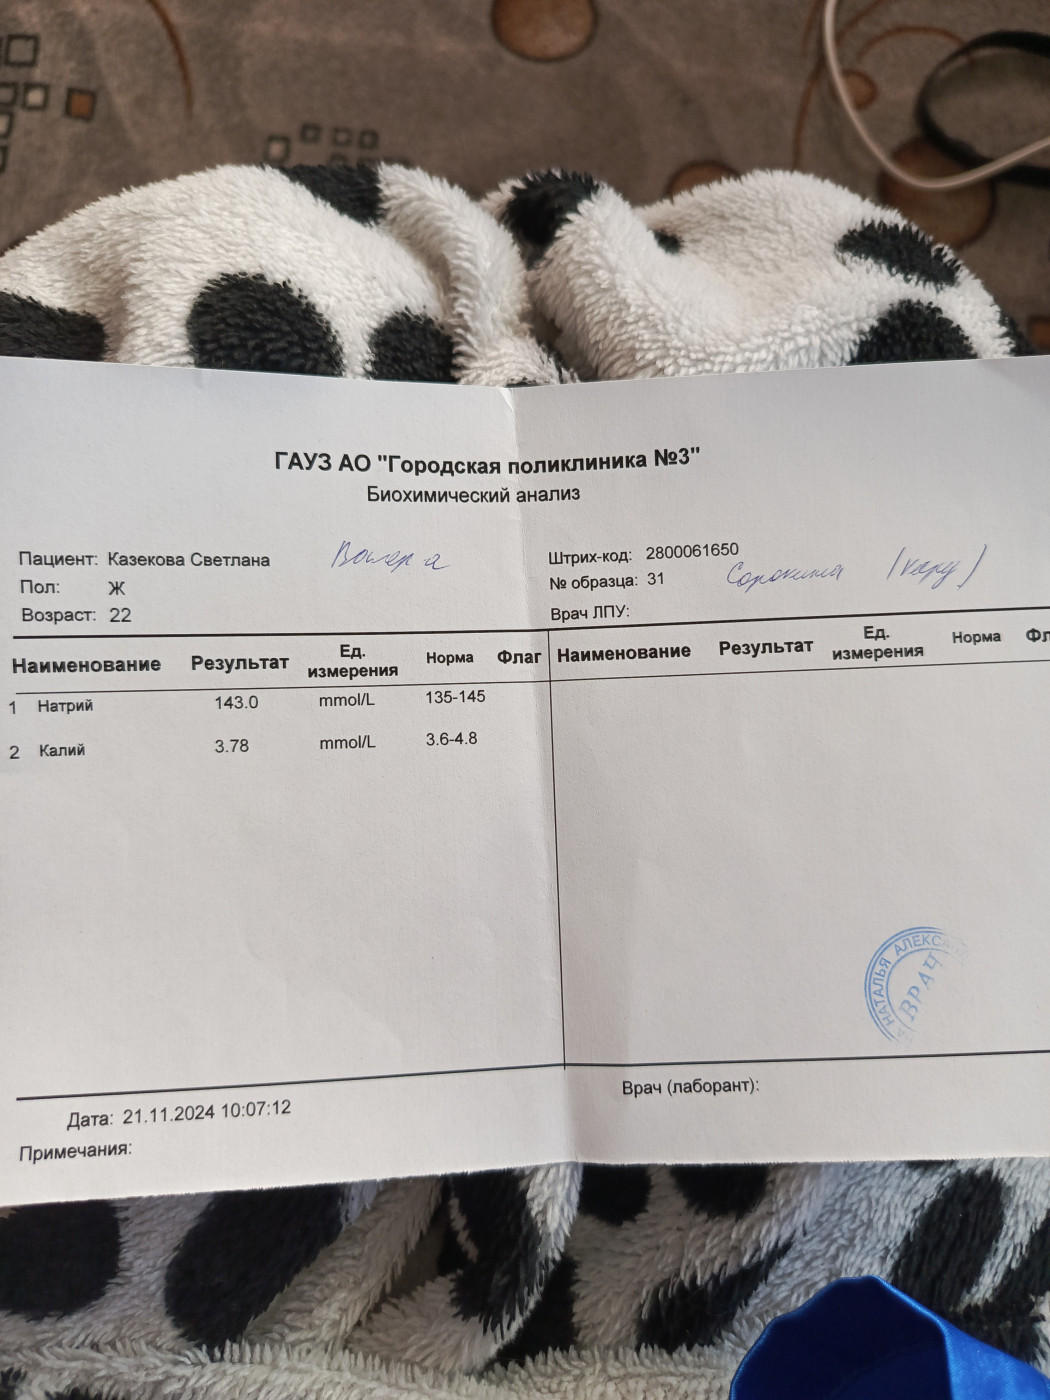 ГАУЗ АО "Городская поликлиника №3"
Биохимический анализ
Пациент: Казекова Светлана
Пол: Ж
Возраст: 22
Штрих-код: 2800061650
№ образца: 31 Сорокина
Врач ЛПУ:
Наименование Результат Ед. измерения Норма Флаг Наименование Результат Ед. измерения Норма Фл
1 Натрий 143.0 mmol/L 135-145
2 Калий 3.78 mmol/L 3.6-4.8
НАТАЛЬЯ АЛЕКСА
ВРАЧ
Врач (лаборант):
Дата: 21.11.2024 10:07:12
Примечания: